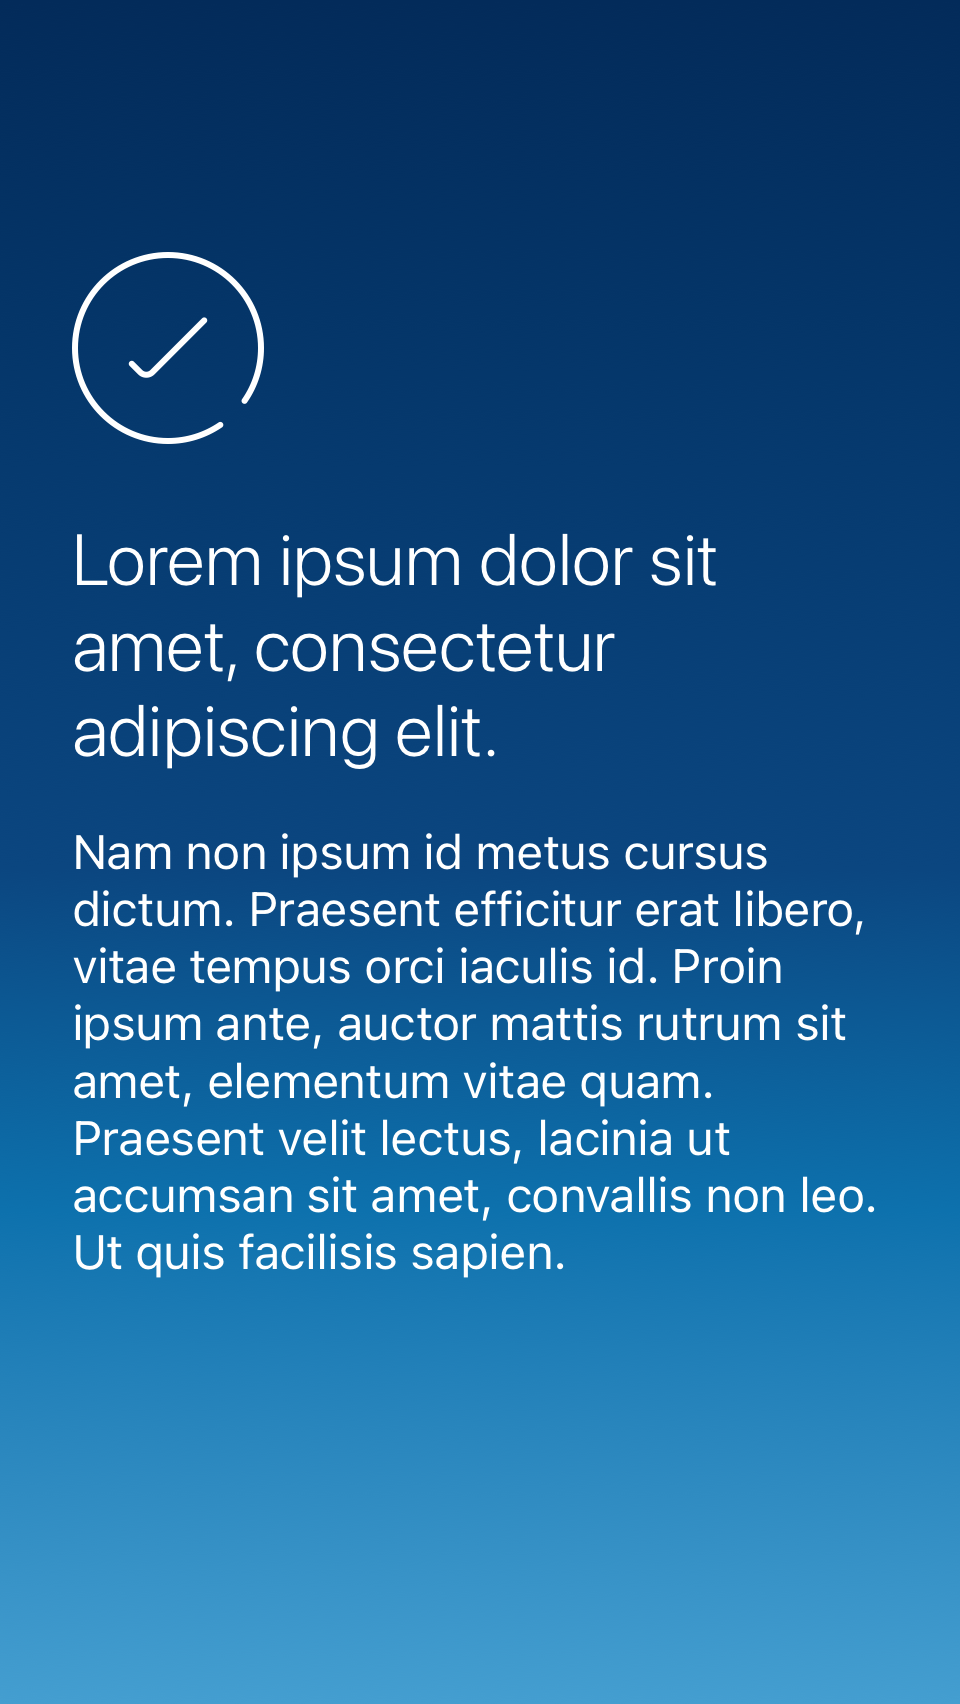 Lorem ipsum dolor sit
amet, consectetur
adipiscing elit.
Nam non ipsum id metus cursus
dictum. Praesent efficitur erat libero,
vitae tempus orci iaculis id. Proin
ipsum ante, auctor mattis rutrum sit
amet, elementum vitae quam.
Praesent velit lectus, lacinia ut
accumsan sit amet, convallis non leo.
Ut quis facilisis sapien.